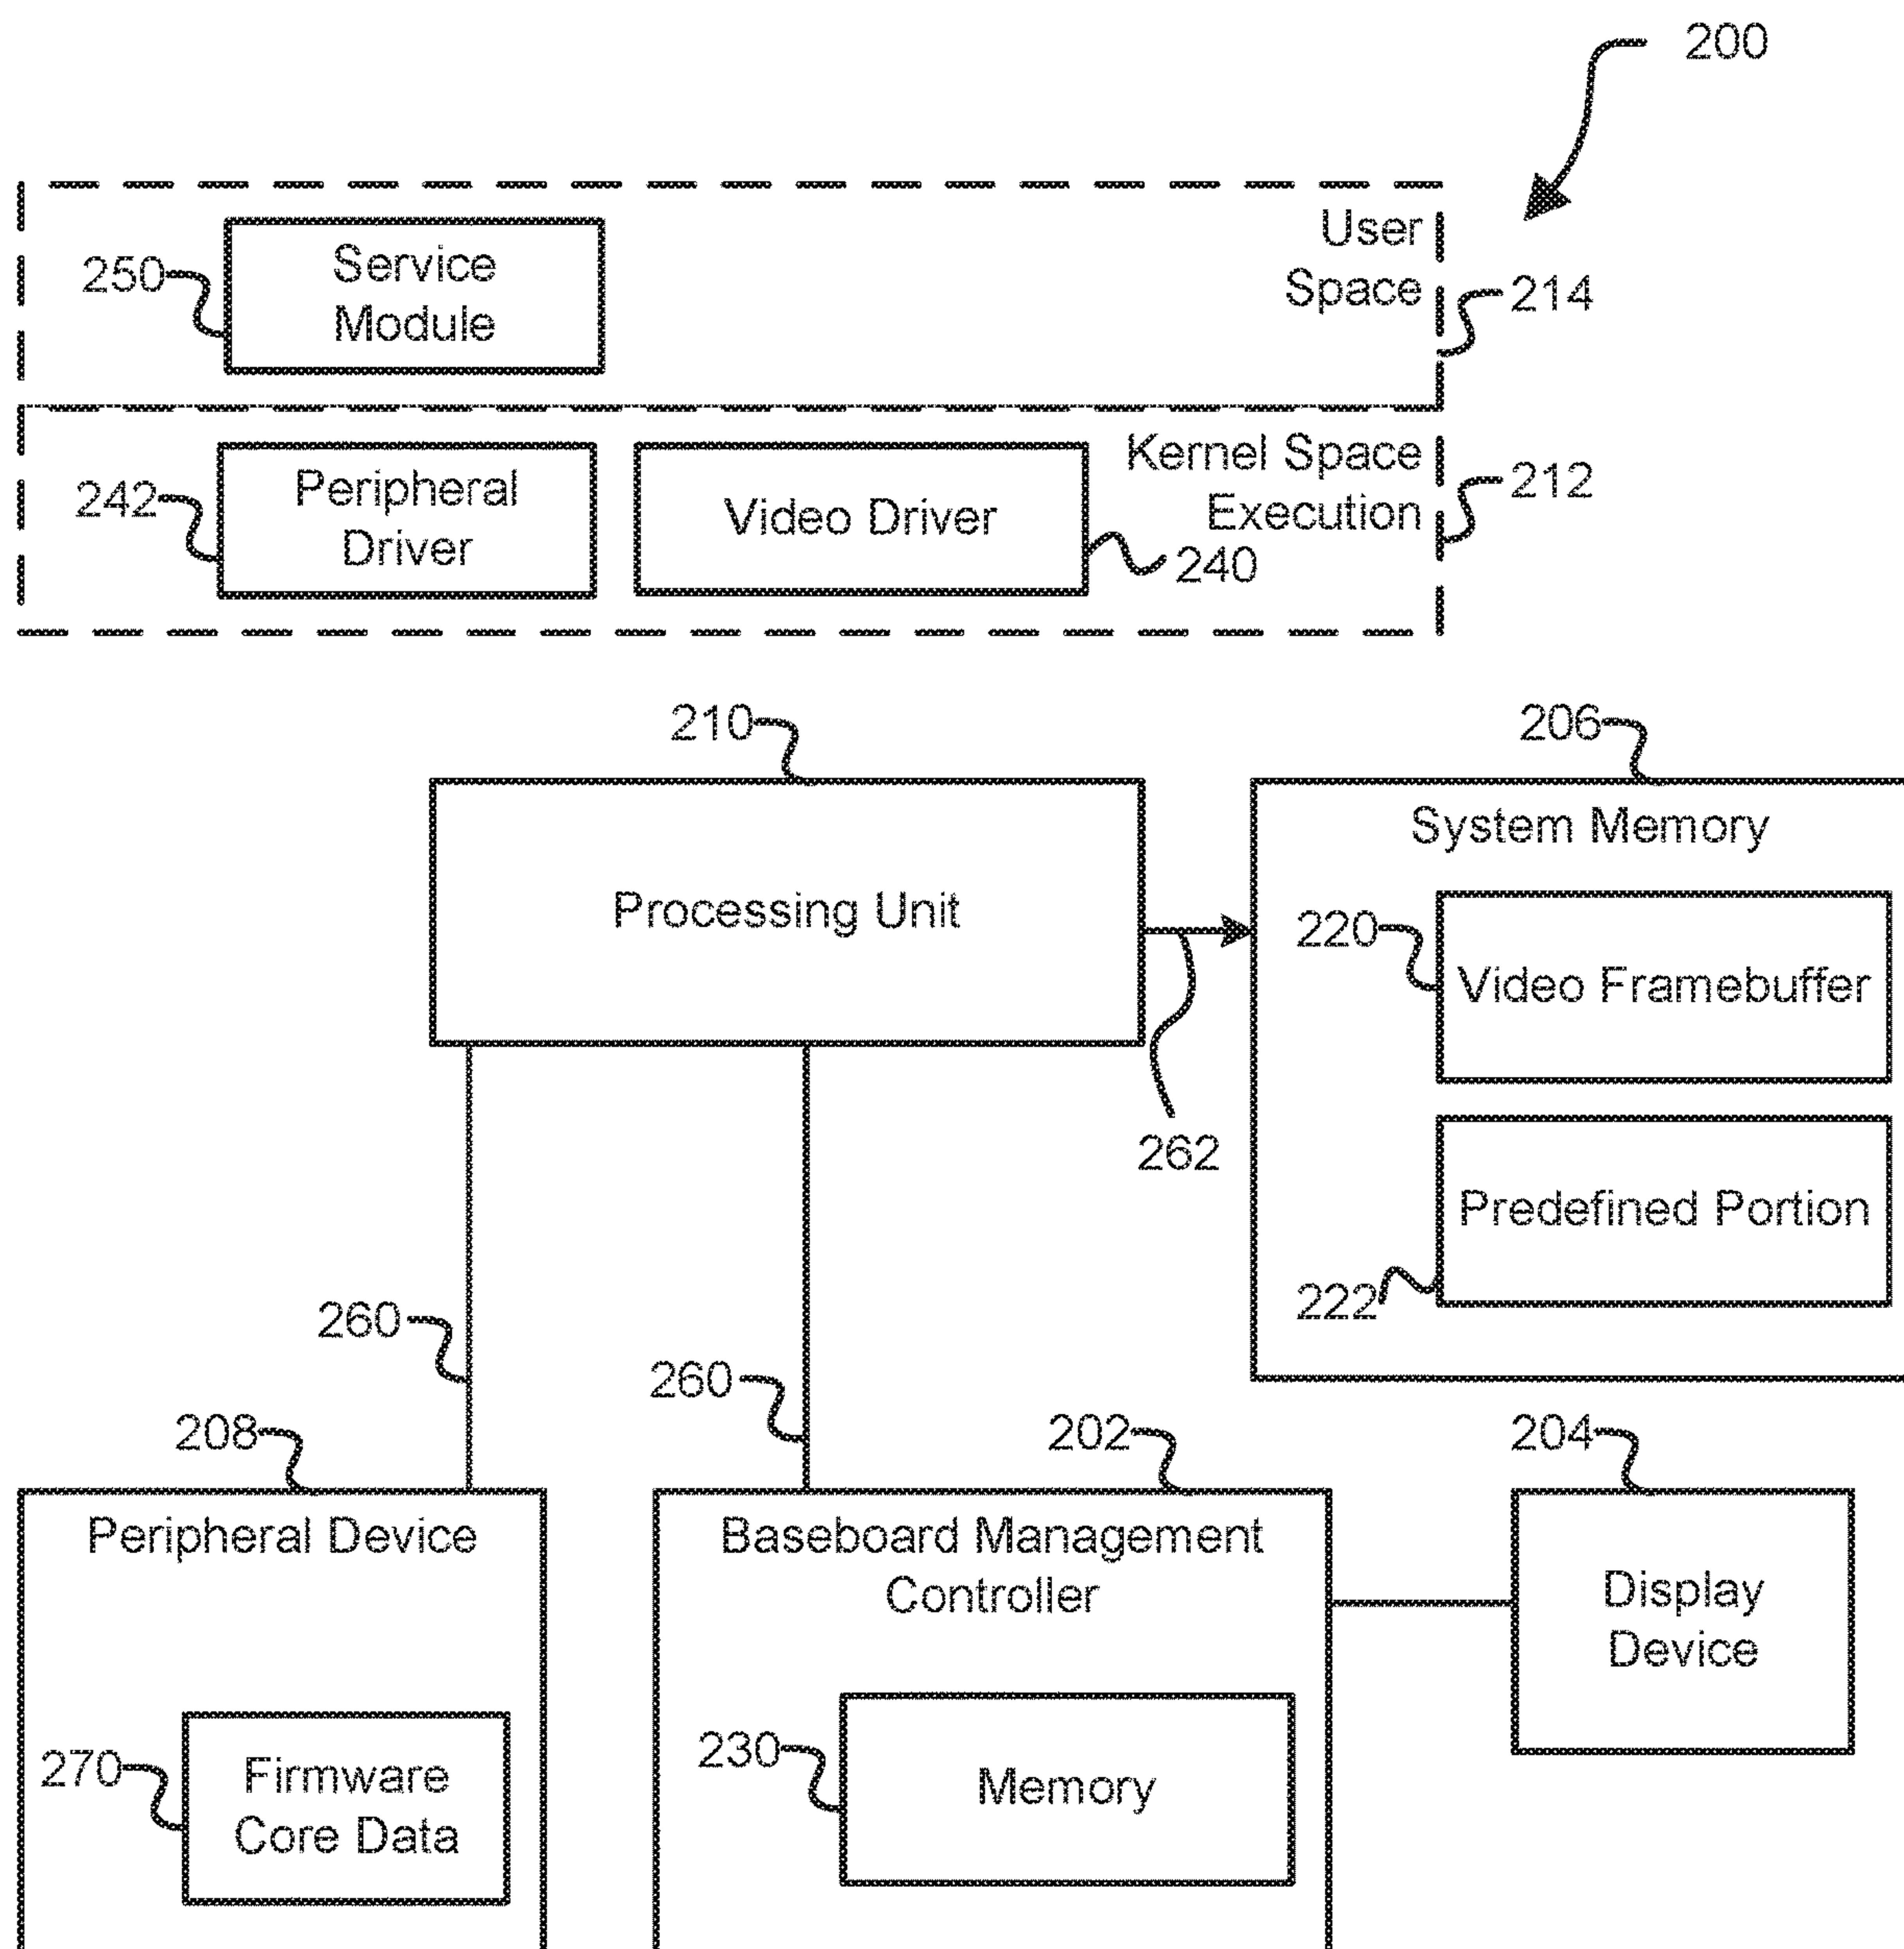 200
User
Space
Service
Module
250
214
Kernel Space
Execution
Peripheral
Driver
242
Video Driver
240
212
210
206
Processing Unit
System Memory
220
Video Framebuffer
262
Predefined Portion
222
260
260
208
202
204
Peripheral Device
Baseboard Management
Controller
Display
Device
270
Firmware
Core Data
230
Memory